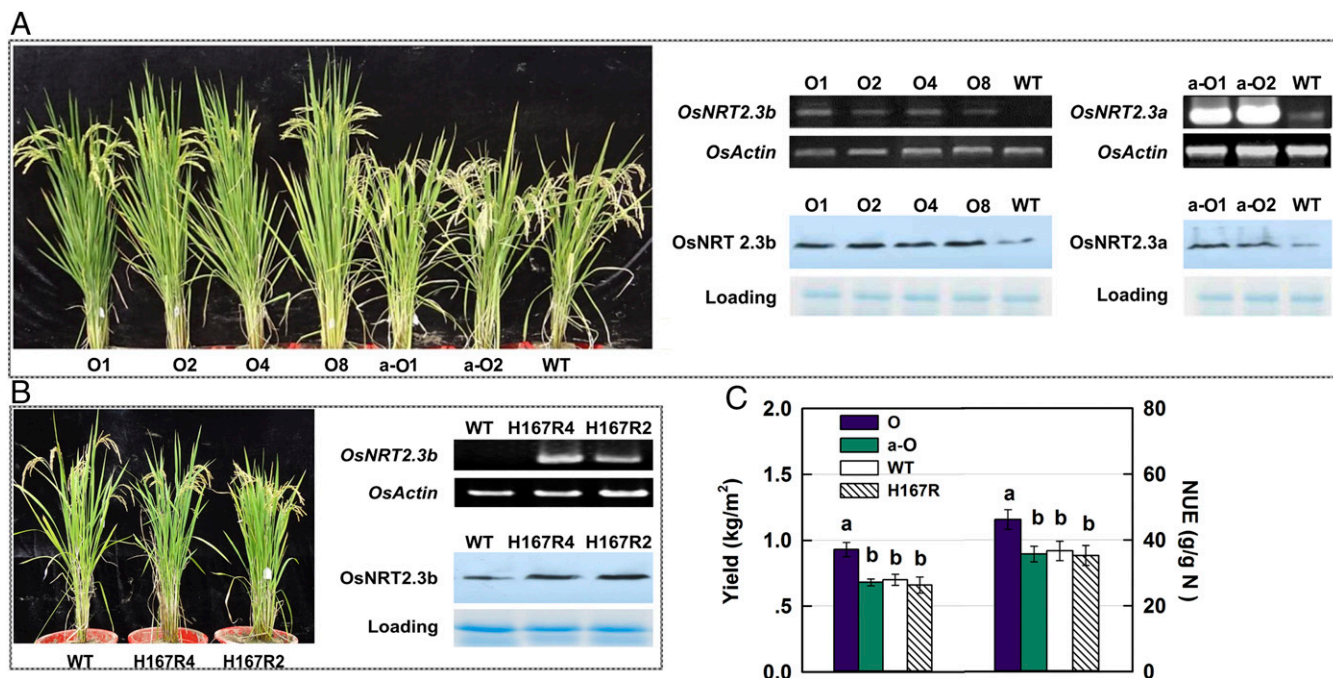 A
O1 O2 O4 O8 WT
OsNRT2.3b
OsActin
a-O1 a-O2 WT
OsNRT2.3a
OsActin
O1 O2 O4 O8 WT
OsNRT 2.3b
Loading
a-O1 a-O2 WT
OsNRT2.3a
Loading
O1 O2 O4 O8 a-O1 a-O2 WT
B
WT H167R4 H167R2
OsNRT2.3b
OsActin
WT H167R4 H167R2
OsNRT2.3b
Loading
WT H167R4 H167R2
C
Yield (kg/m²)
2.0
1.5
1.0
.5
0.0
O
a-O
WT
H167R
a b b b
a b b b
80
60
40
20
0
NUE (g/g N )